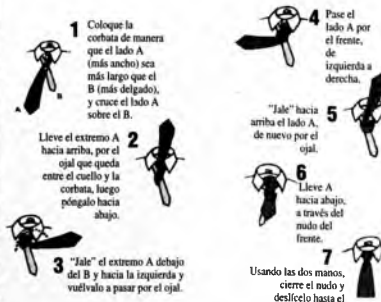 1 Coloque la
corbata de manera
que el lado A
(más ancho) sea
más largo que el
B (más delgado),
y cruce el lado A
sobre el B.
A
B
Lleve el extremo A
hacia arriba, por el
ojal que queda
entre el cuello y la
corbata, luego
póngalo hacia
abajo.
2
3 "Jale" el extremo A debajo
del B y hacia la izquierda y
vuélvalo a pasar por el ojal.
4 Pase el
lado A por
el frente,
de
izquierda a
derecha.
"Jale" hacia
arriba el lado A,
de nuevo por el
ojal.
5
6
Lleve A
hacia abajo,
a través del
nudo del
frente.
7
Usando las dos manos,
cierre el nudo y
deslícelo hasta el